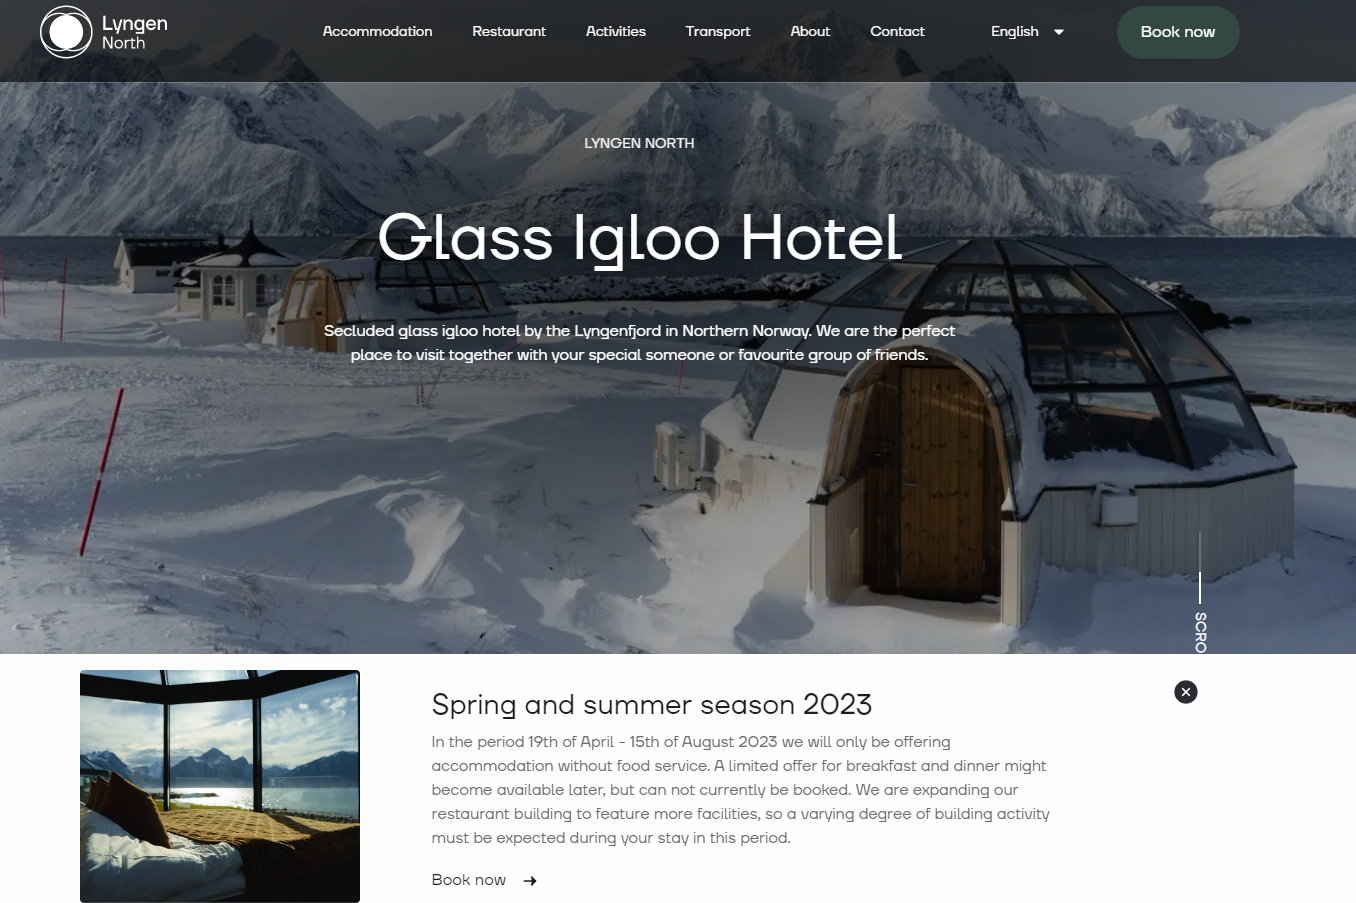 Lyngen
North
Accommodation Restaurant Activities Transport About Contact English Book now
LYNGEN NORTH
Glass Igloo Hotel
Secluded glass igloo hotel by the Lyngenfjord in Northern Norway. We are the perfect
place to visit together with your special someone or favourite group of friends.
SCRO
Spring and summer season 2023
In the period 19th of April - 15th of August 2023 we will only be offering
accommodation without food service. A limited offer for breakfast and dinner might
become available later, but can not currently be booked. We are expanding our
restaurant building to feature more facilities, so a varying degree of building activity
must be expected during your stay in this period.
Book now